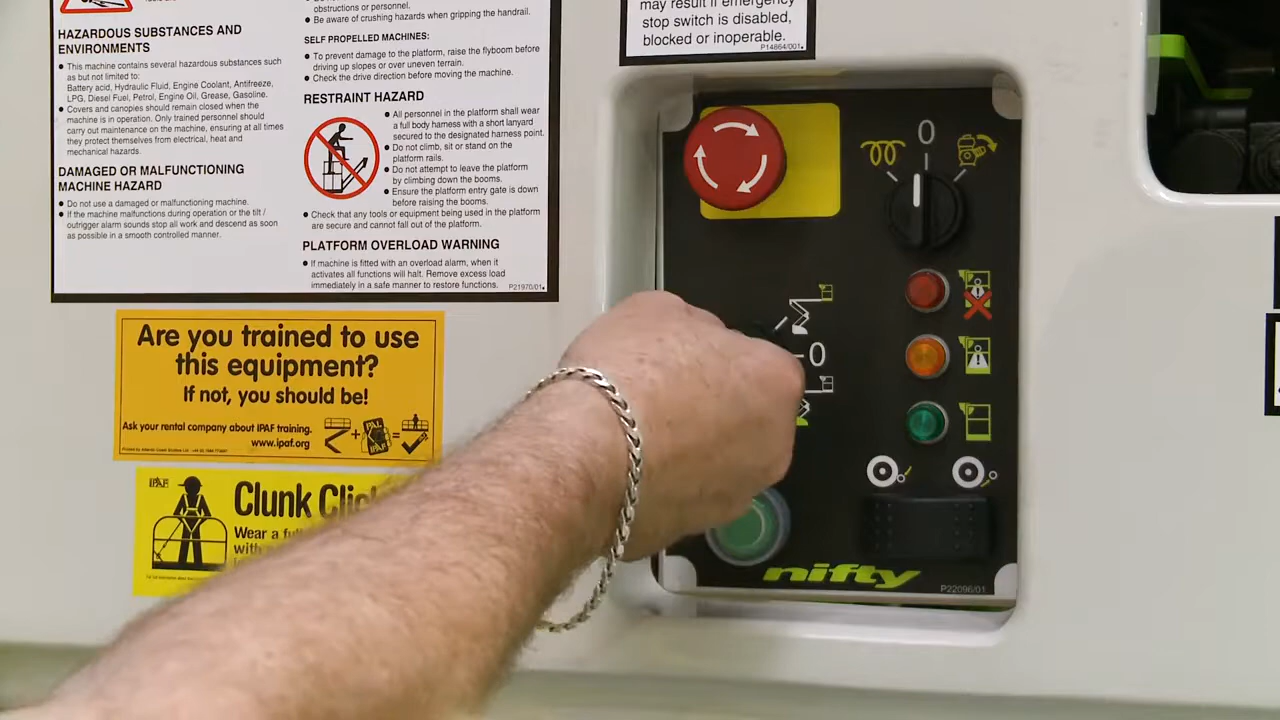 HAZARDOUS SUBSTANCES AND
ENVIRONMENTS
● This machine contains several hazardous substances such
as but not limited to:
Battery acid, Hydraulic Fluid, Engine Coolant, Antifreeze,
LPG, Diesel Fuel, Petrol, Engine Oil, Grease, Gasoline.
● Covers and canopies should remain closed when the
machine is in operation. Only trained personnel should
carry out maintenance on the machine, ensuring at all times
they protect themselves from electrical, heat and
mechanical hazards.
DAMAGED OR MALFUNCTIONING
MACHINE HAZARD
● Do not use a damaged or malfunctioning machine.
● If the machine malfunctions during operation or the tilt /
outrigger alarm sounds stop all work and descend as soon
as possible in a smooth controlled manner.
obstructions or personnel.
● Be aware of crushing hazards when gripping the handrail.
SELF PROPELLED MACHINES:
● To prevent damage to the platform, raise the flyboom before
driving up slopes or over uneven terrain.
● Check the drive direction before moving the machine.
RESTRAINT HAZARD
● All personnel in the platform shall wear
a full body harness with a short lanyard
secured to the designated harness point.
● Do not climb, sit or stand on the
platform rails.
● Do not attempt to leave the platform
by climbing down the booms.
● Ensure the platform entry gate is down
before raising the booms.
● Check that any tools or equipment being used in the platform
are secure and cannot fall out of the platform.
PLATFORM OVERLOAD WARNING
● If machine is fitted with an overload alarm, when it
activates all functions will halt. Remove excess load
immediately in a safe manner to restore functions.
P21970/01
may result if emergency
stop switch is disabled,
blocked or inoperable.
P14864/001
Are you trained to use
this equipment?
If not, you should be!
Ask your rental company about IPAF training.
www.ipaf.org
PAL
IPAF
IPAF
Clunk Clic
Wear a full
with
0
0
nifty
P22096/01